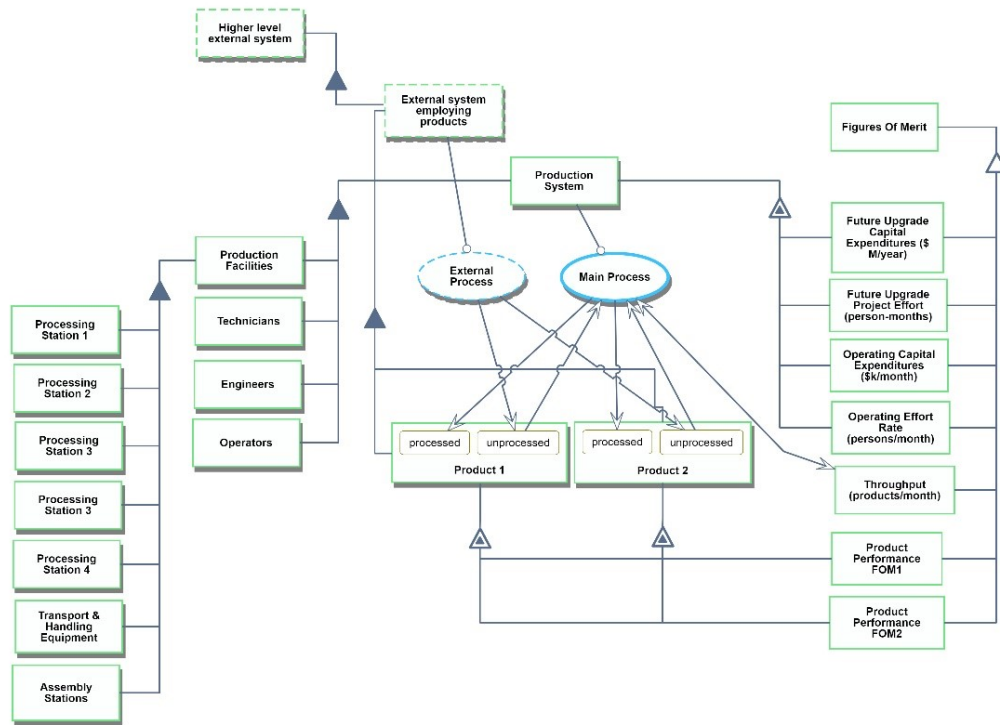 Higher level
external system
External system
employing
products
Figures Of Merit
Production
System
Future Upgrade
Capital
Expenditures ($
M/year)
Production
Facilities
External
Process
Main Process
Future Upgrade
Project Effort
(person-months)
Processing
Station 1
Technicians
Operating Capital
Expenditures
($k/month)
Processing
Station 2
Engineers
Operating Effort
Rate
(persons/month)
Processing
Station 3
Operators
processed
unprocessed
Product 1
processed
unprocessed
Product 2
Throughput
(products/month)
Processing
Station 3
Processing
Station 4
Product
Performance
FOM1
Transport &
Handling
Equipment
Product
Performance
FOM2
Assembly
Stations